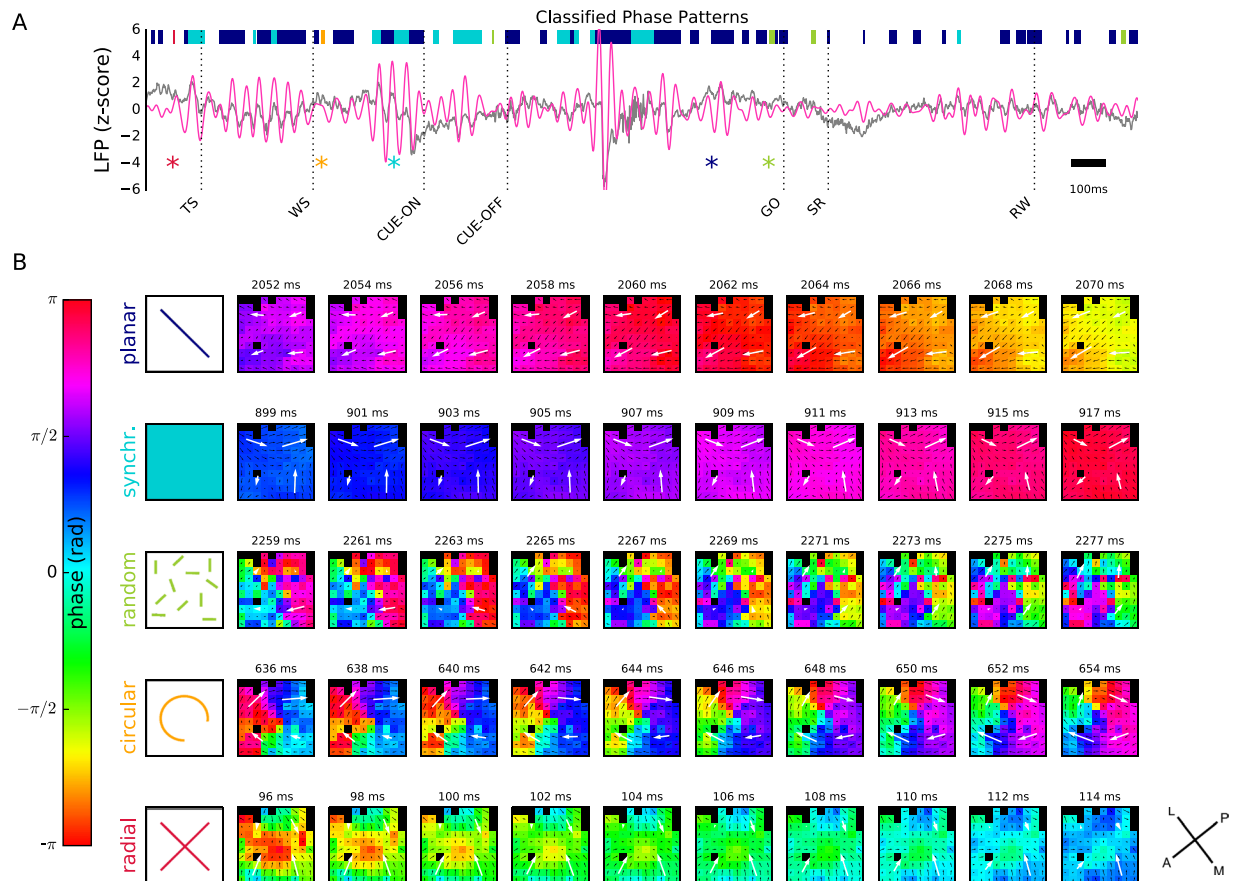 A
Classified Phase Patterns
LFP (z-score)
6
4
2
0
−2
−4
−6
TS
WS
CUE-ON
CUE-OFF
GO
SR
RW
100ms
B
phase (rad)
π
π/2
0
−π/2
-π
planar
2052 ms 2054 ms 2056 ms 2058 ms 2060 ms 2062 ms 2064 ms 2066 ms 2068 ms 2070 ms
synchr.
899 ms 901 ms 903 ms 905 ms 907 ms 909 ms 911 ms 913 ms 915 ms 917 ms
random
2259 ms 2261 ms 2263 ms 2265 ms 2267 ms 2269 ms 2271 ms 2273 ms 2275 ms 2277 ms
circular
636 ms 638 ms 640 ms 642 ms 644 ms 646 ms 648 ms 650 ms 652 ms 654 ms
radial
96 ms 98 ms 100 ms 102 ms 104 ms 106 ms 108 ms 110 ms 112 ms 114 ms
L P
A M